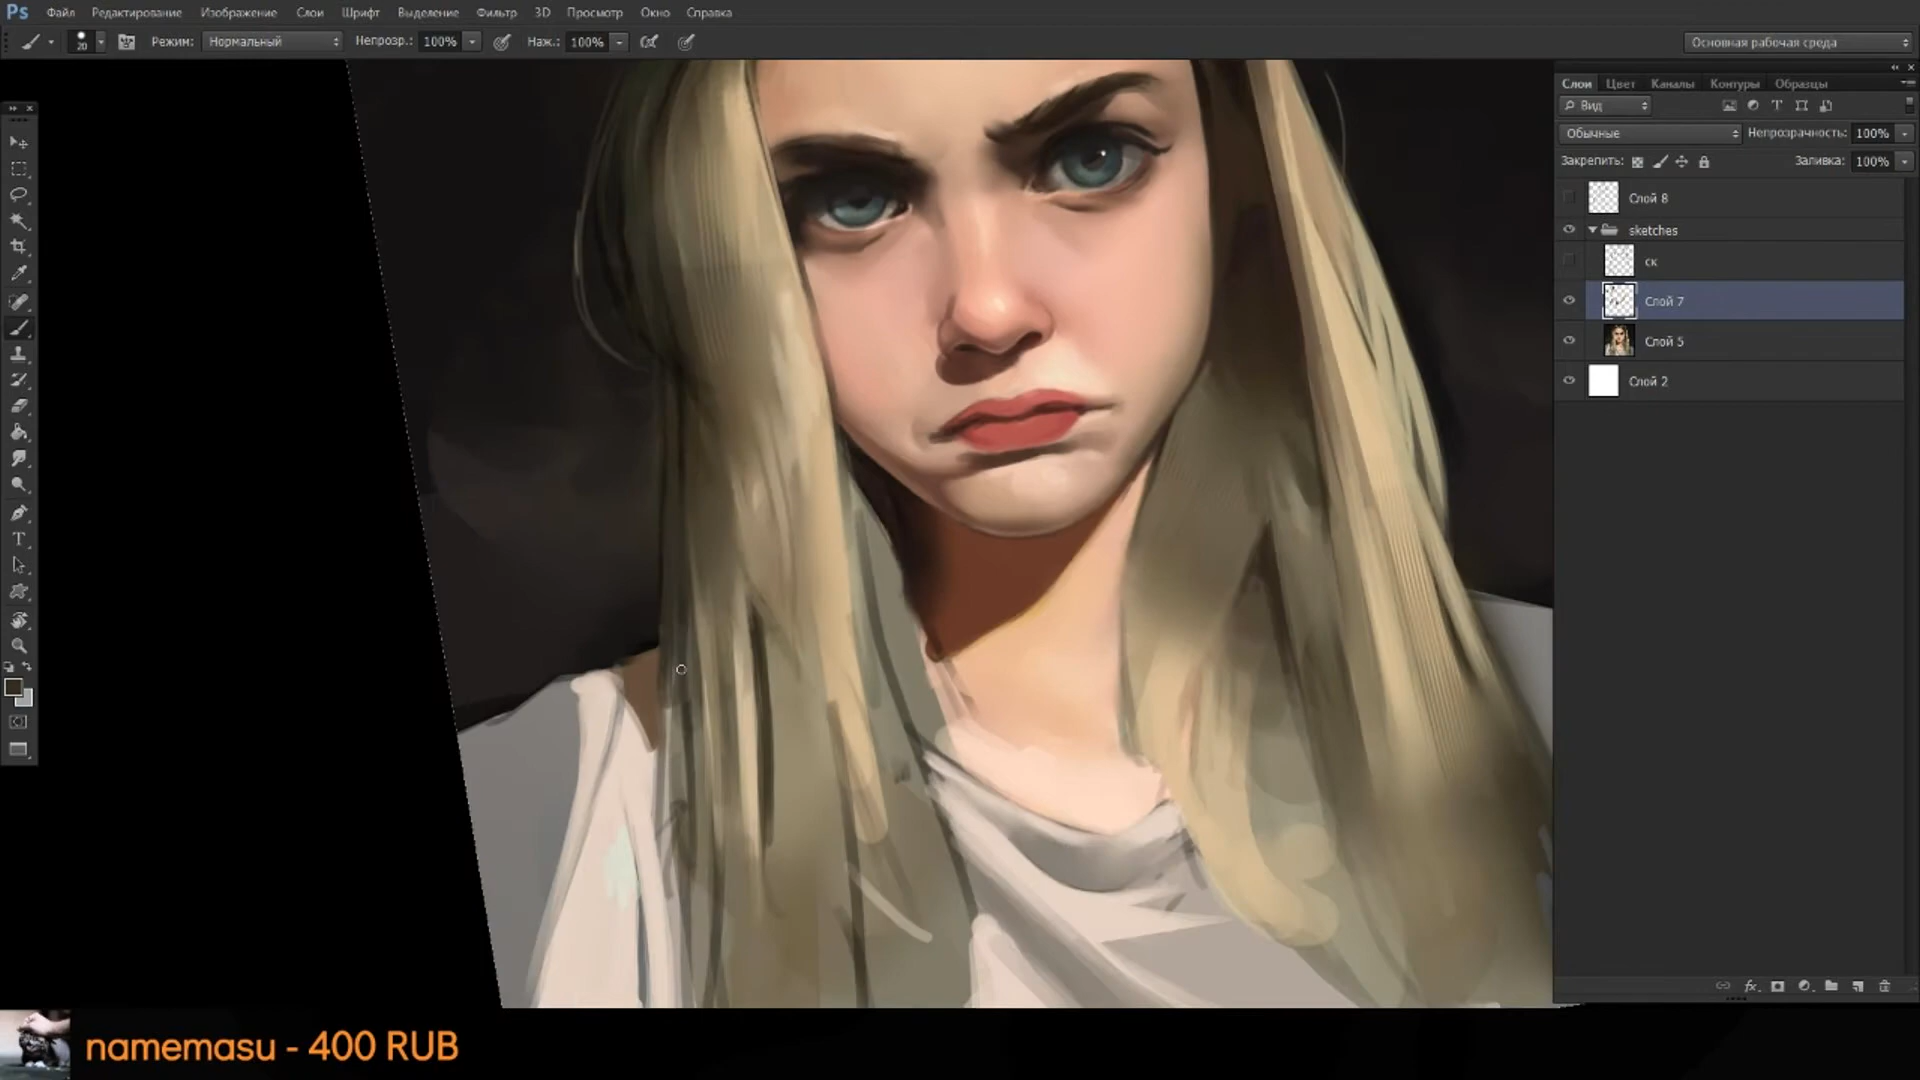 Ps Файл Редактирование Изображение Слои Шрифт Выделение Фильтр 3D Просмотр Окно Справка
20 Режим: Нормальный Непрозр.: 100% Наж.: 100% Основная рабочая среда
Слои Цвет Каналы Контуры Образцы
Вид
Обычные Непрозрачность: 100%
Закрепить: Заливка: 100%
Слой 8
sketches
ск
Слой 7
Слой 5
Слой 2
fx
namemasu - 400 RUB